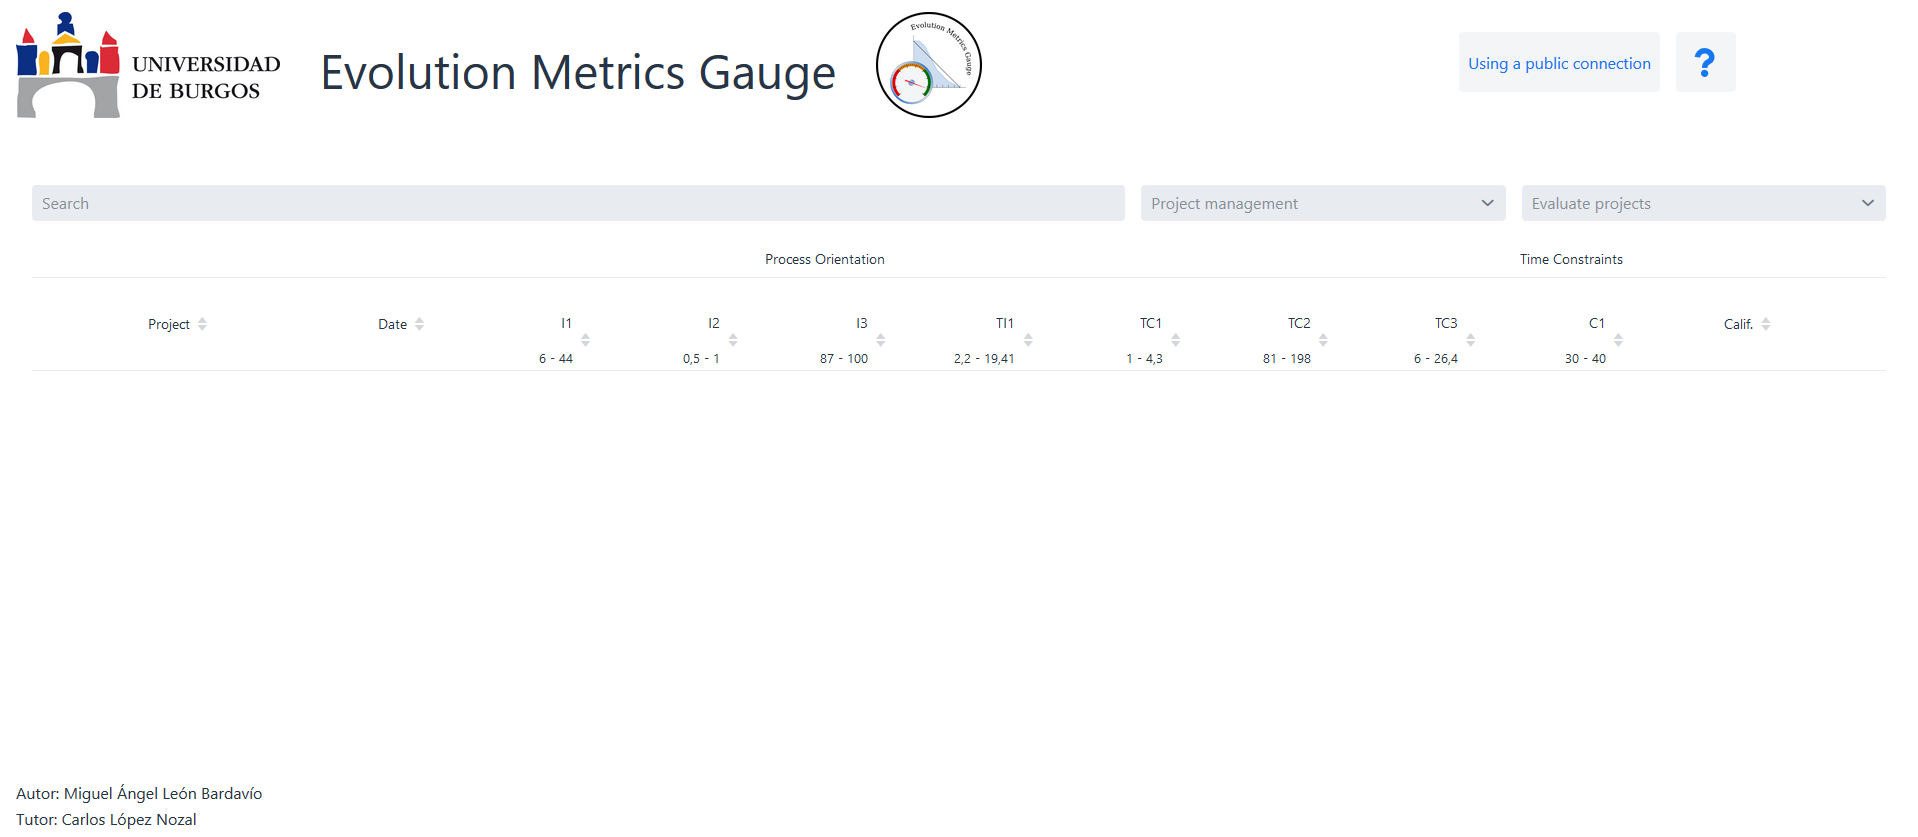 UNIVERSIDAD
DE BURGOS
Evolution Metrics Gauge
Evolution Metrics Gauge
Using a public connection
?
Search
Project management
Evaluate projects
Process Orientation
Time Constraints
Project
Date
I1
I2
I3
TI1
TC1
TC2
TC3
C1
Calif.
6 - 44
0,5 - 1
87 - 100
2,2 - 19,41
1 - 4,3
81 - 198
6 - 26,4
30 - 40
Autor: Miguel Ángel León Bardavío
Tutor: Carlos López Nozal